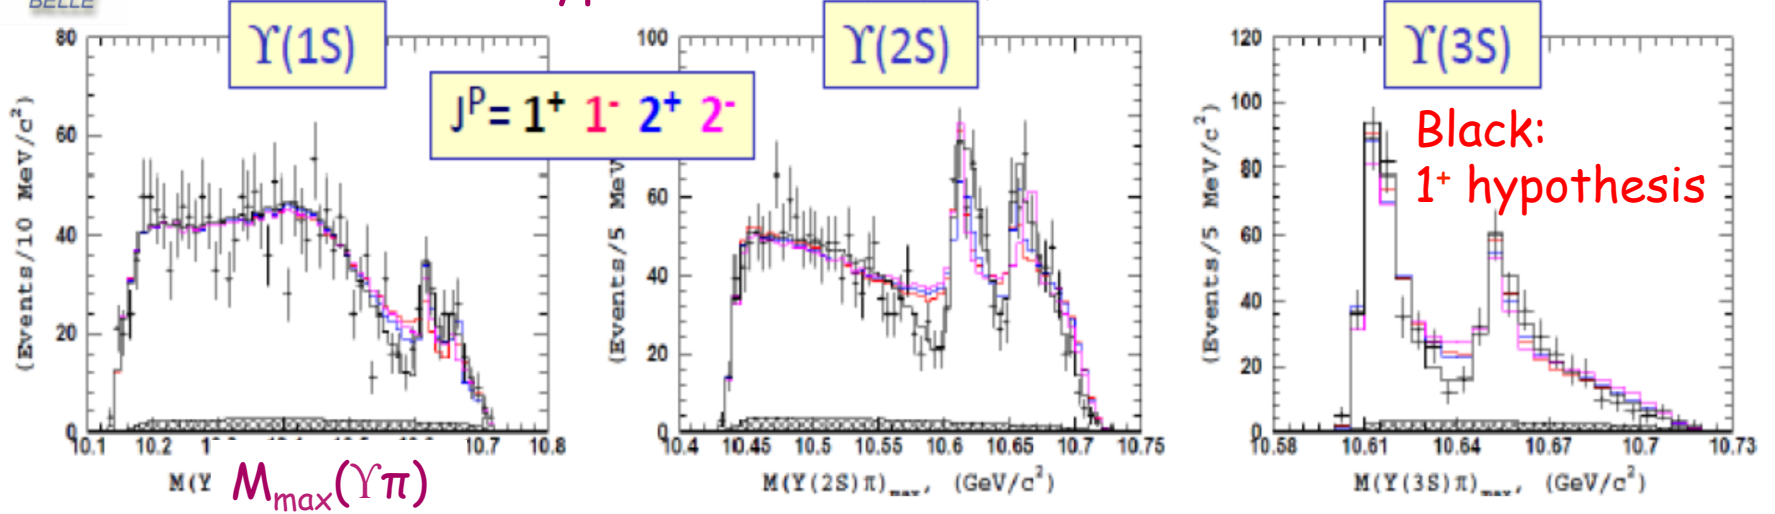 BELLE
ϒ(1S)
ϒ(2S)
ϒ(3S)
J^P= 1⁺ 1⁻ 2⁺ 2⁻
Black:
1⁺ hypothesis
(Events/10 MeV/c²)
80
60
40
20
0
10.1 10.2 10.7 10.8
M(Υ
M_max(ϒπ)
(Events/5 MeV
100
60
40
20
0
10.4 10.45 10.5 10.55 10.6 10.65 10.7 10.75
M(Υ(2S)π)_max, (GeV/c²)
(Events/5 MeV/c²)
120
100
80
60
40
20
0
10.58 10.61 10.64 10.67 10.7 10.73
M(Υ(3S)π)_max, (GeV/c²)